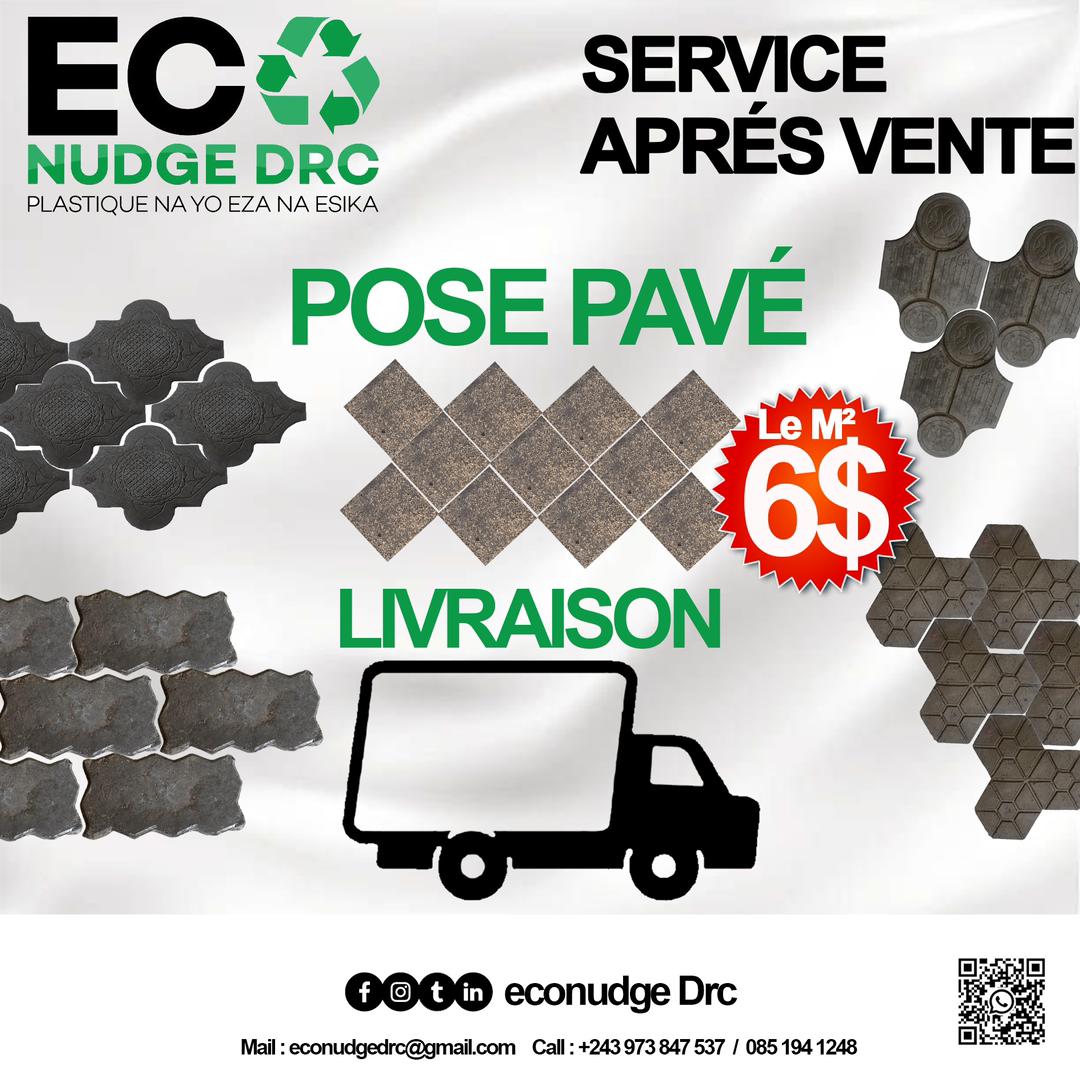 ECO
NUDGE DRC
PLASTIQUE NA YO EZA NA ESIKA
SERVICE
APRÉS VENTE
POSE PAVÉ
Le M²
6$
LIVRAISON
econudge Drc
Mail : econudgedrc@gmail.com Call : +243 973 847 537 / 085 194 1248